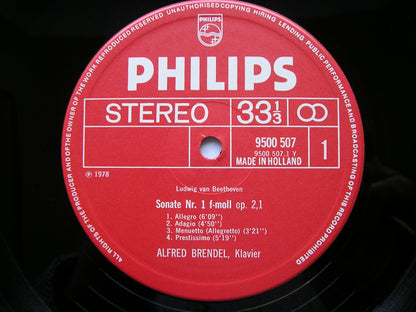 ALL RIGHTS OF THE PRODUCER AND OF THE OWNER OF THE WORK REPRODUCED RESERVED UNAUTHORISED COPYING HIRING LENDING PUBLIC PERFORMANCE AND BROADCASTING OF THIS RECORD PROHIBITED
PHILIPS
PHILIPS
STEREO 33 1/3
9500 507
9500 507.1 Y
MADE IN HOLLAND
1
℗ 1978
Ludwig van Beethoven
Sonate Nr. 1 f-moll op. 2,1
1. Allegro (6'09")
2. Adagio (4'50")
3. Menuetto (Allegretto) (3'21")
4. Prestissimo (5'19")
ALFRED BRENDEL, Klavier